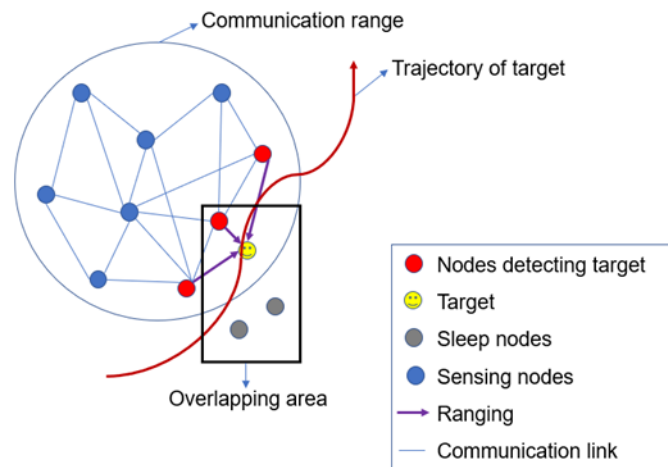 Communication range
Trajectory of target
Nodes detecting target
Target
Sleep nodes
Sensing nodes
Ranging
Communication link
Overlapping area